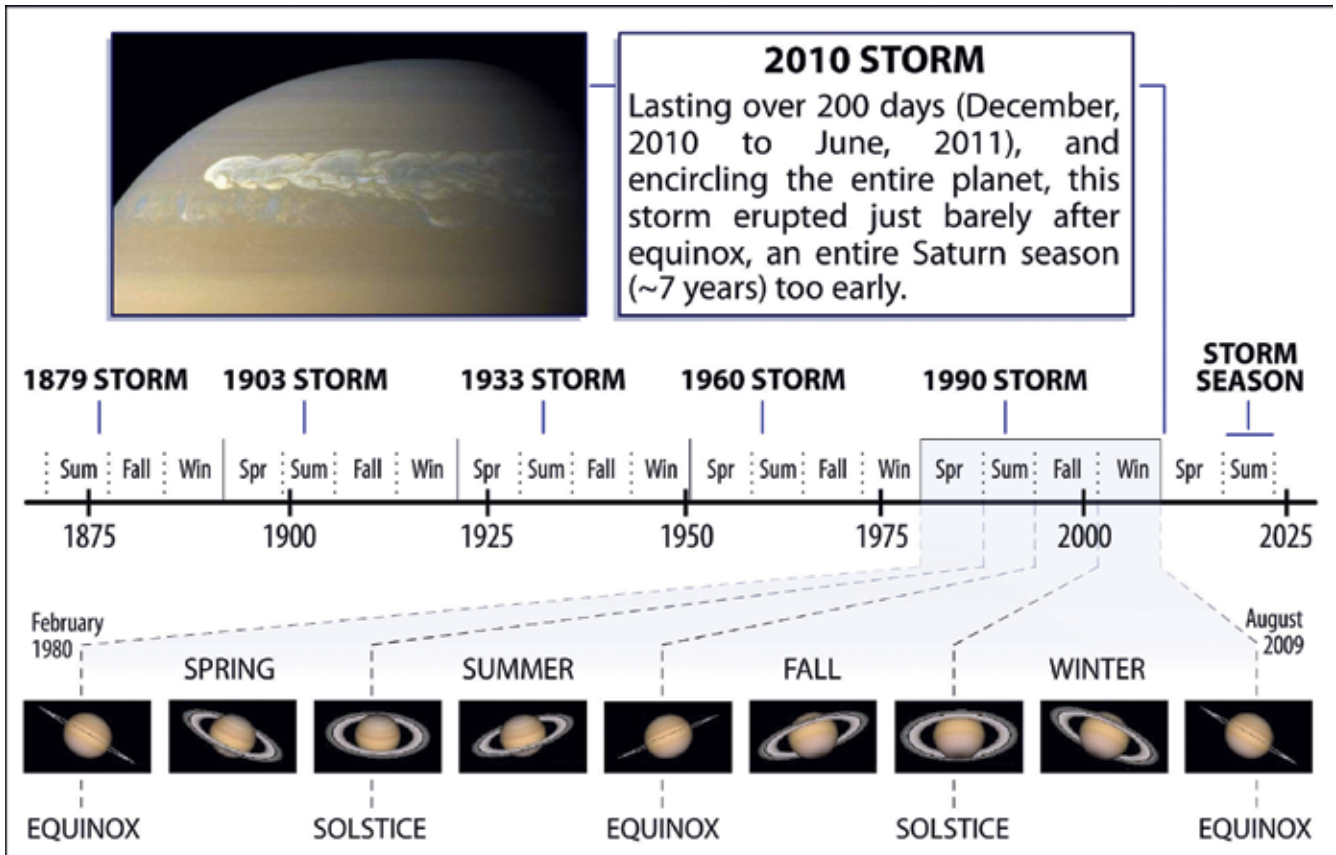 2010 STORM
Lasting over 200 days (December,
2010 to June, 2011), and
encircling the entire planet, this
storm erupted just barely after
equinox, an entire Saturn season
(~7 years) too early.
1879 STORM 1903 STORM 1933 STORM 1960 STORM 1990 STORM STORM
SEASON
Sum Fall Win Spr Sum Fall Win Spr Sum Fall Win Spr Sum Fall Win Spr Sum Fall Win Spr Sum
1875 1900 1925 1950 1975 2000 2025
February
1980
August
2009
SPRING SUMMER FALL WINTER
EQUINOX SOLSTICE EQUINOX SOLSTICE EQUINOX